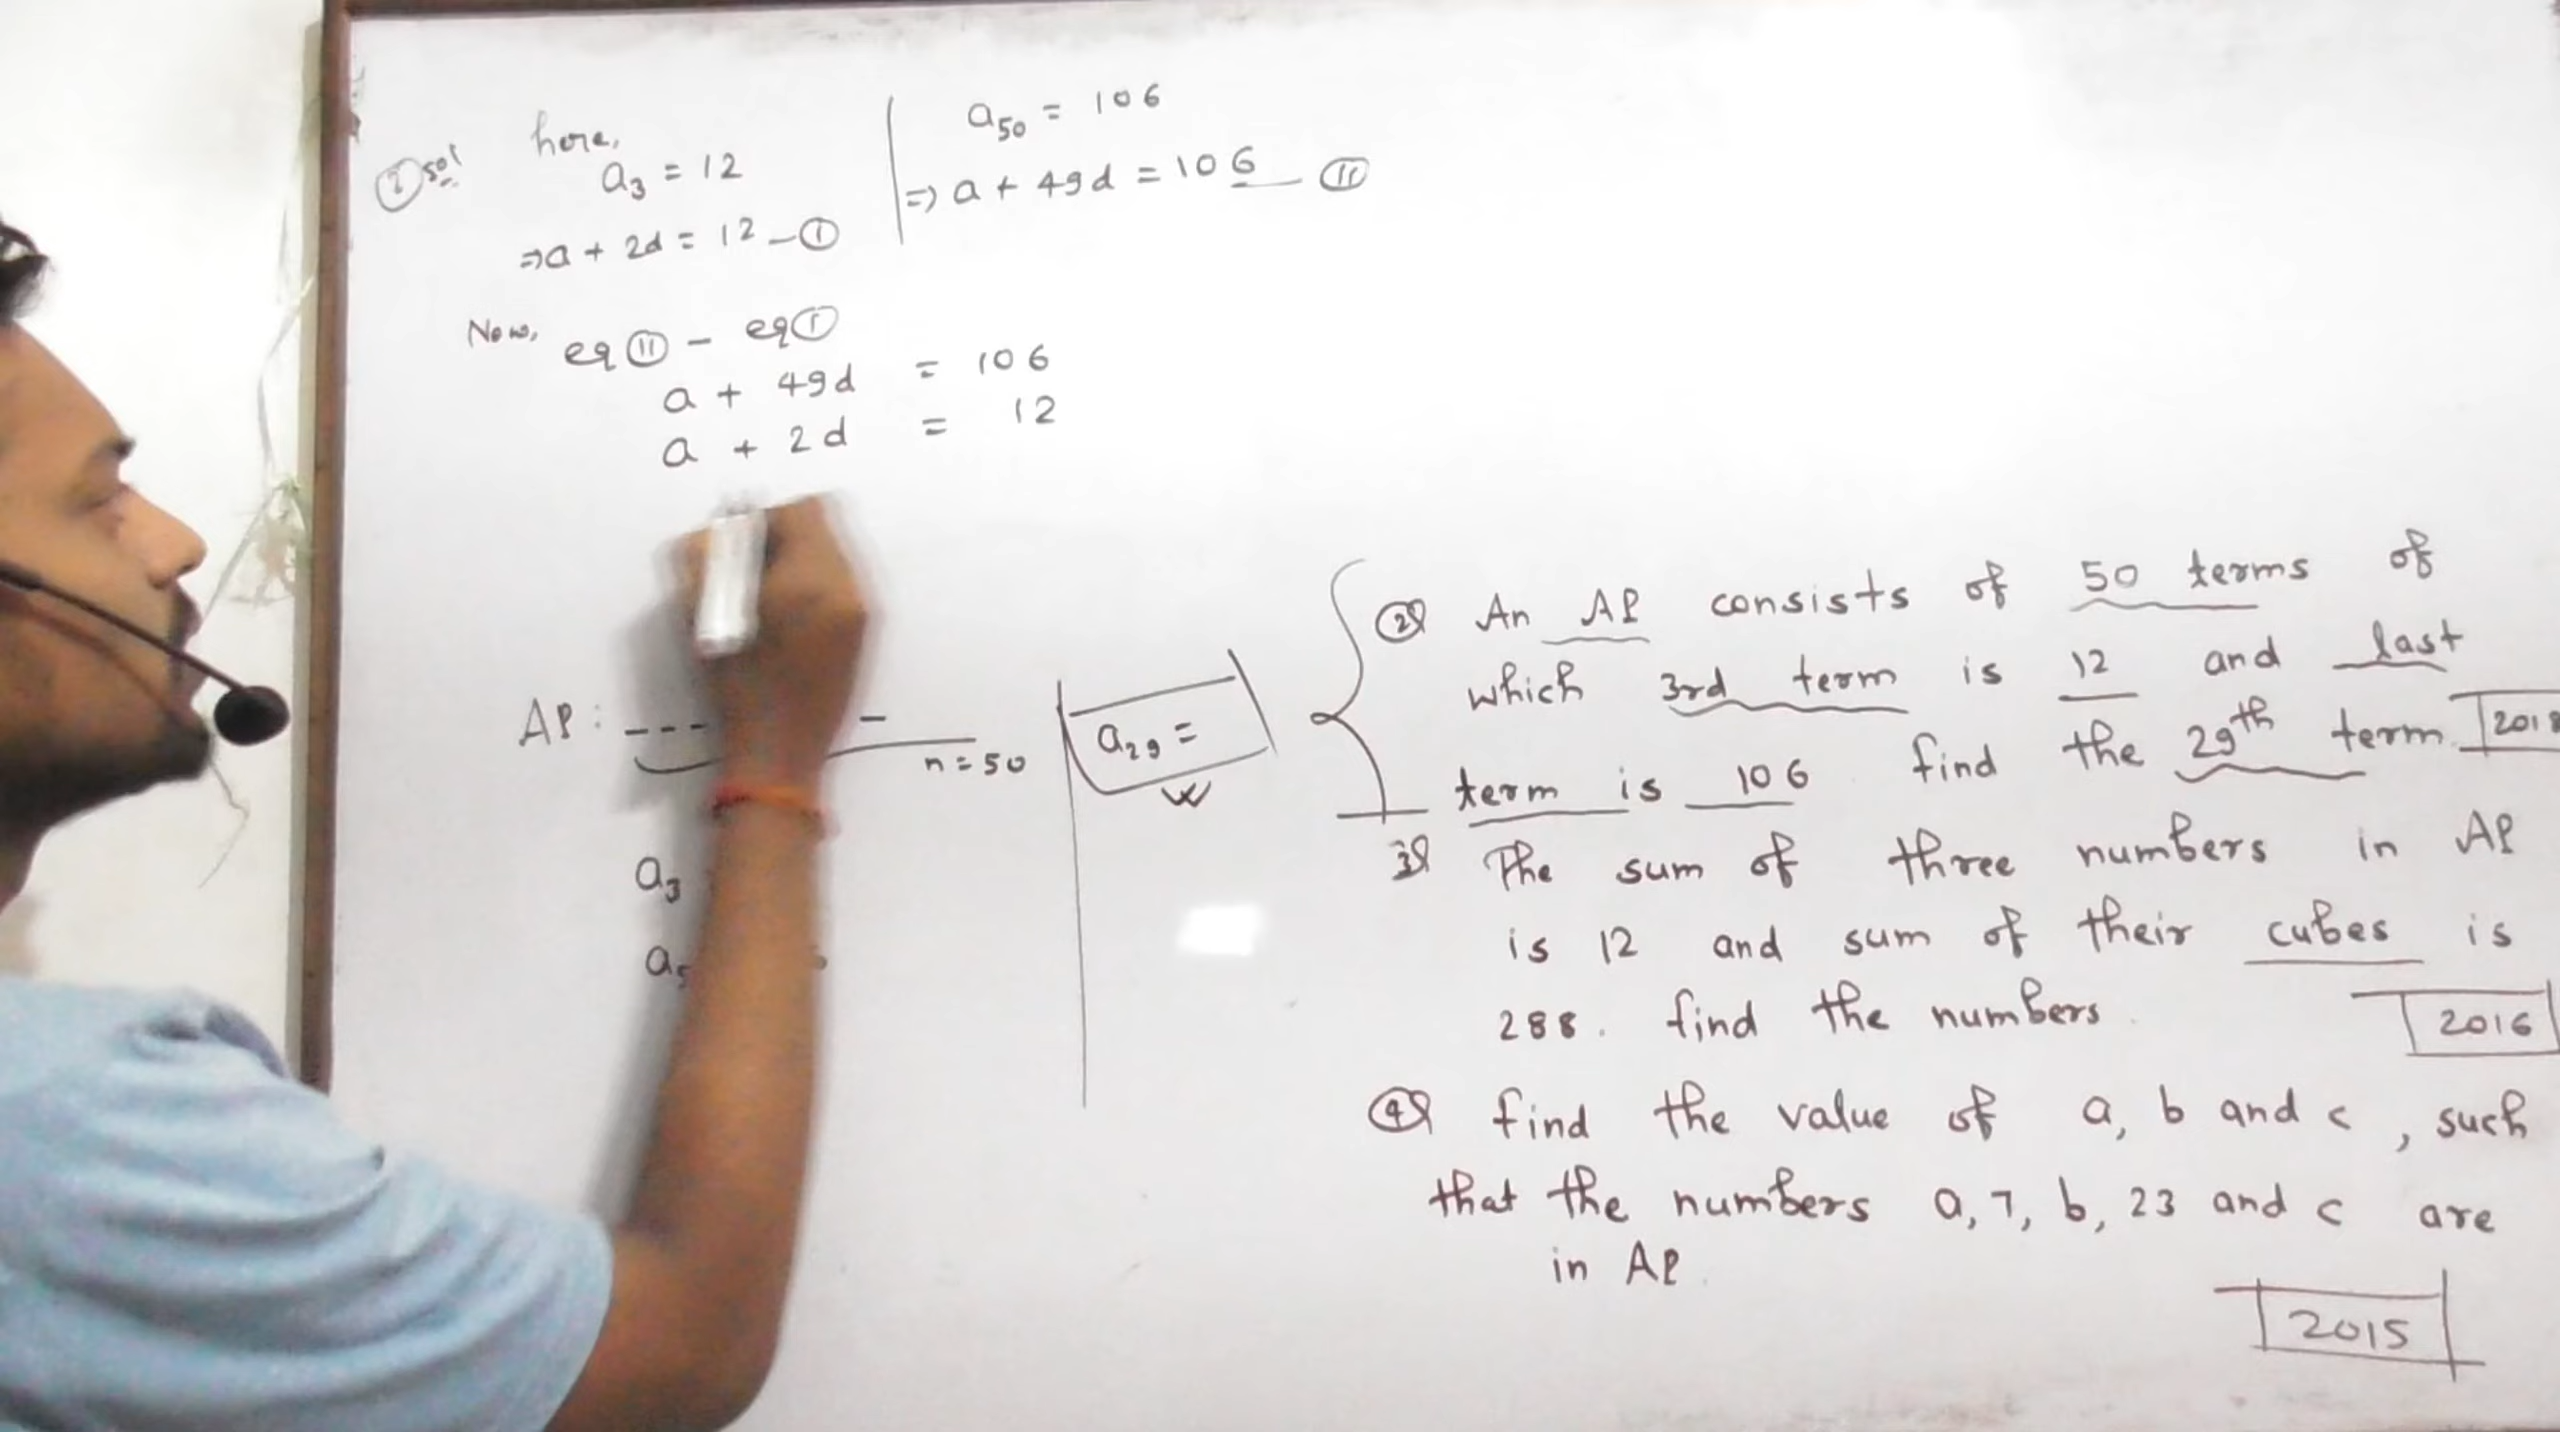 ② sol here,
a₃ = 12
⇒ a + 2d = 12 — ①
a₅₀ = 106
⇒ a + 49d = 106 — ⑪
Now, eq ⑪ - eq ①
a + 49d = 106
a + 2d = 12
AP: - - - -
n = 50
a₂₉ =
a₃
② An AP consists of 50 terms of
which 3rd term is 12 and last
term is 106 find the 29th term. 2018
3 The sum of three numbers in AP
is 12 and sum of their cubes is
288. find the numbers.
2016
④ find the value of a, b and c, such
that the numbers a, 7, b, 23 and c are
in AP.
2015